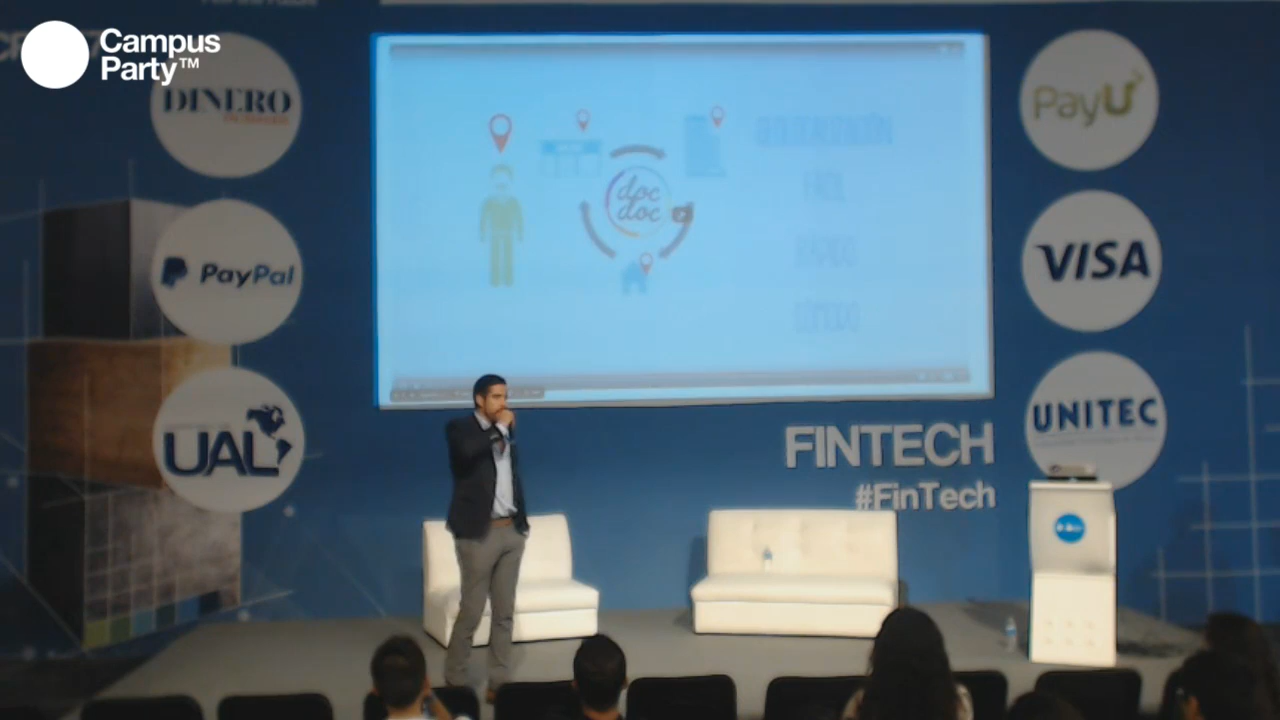 Campus
Party™
DINERO
PayPal
UAL
doc
doc
PayU
VISA
UNITEC
FINTECH
#FinTech